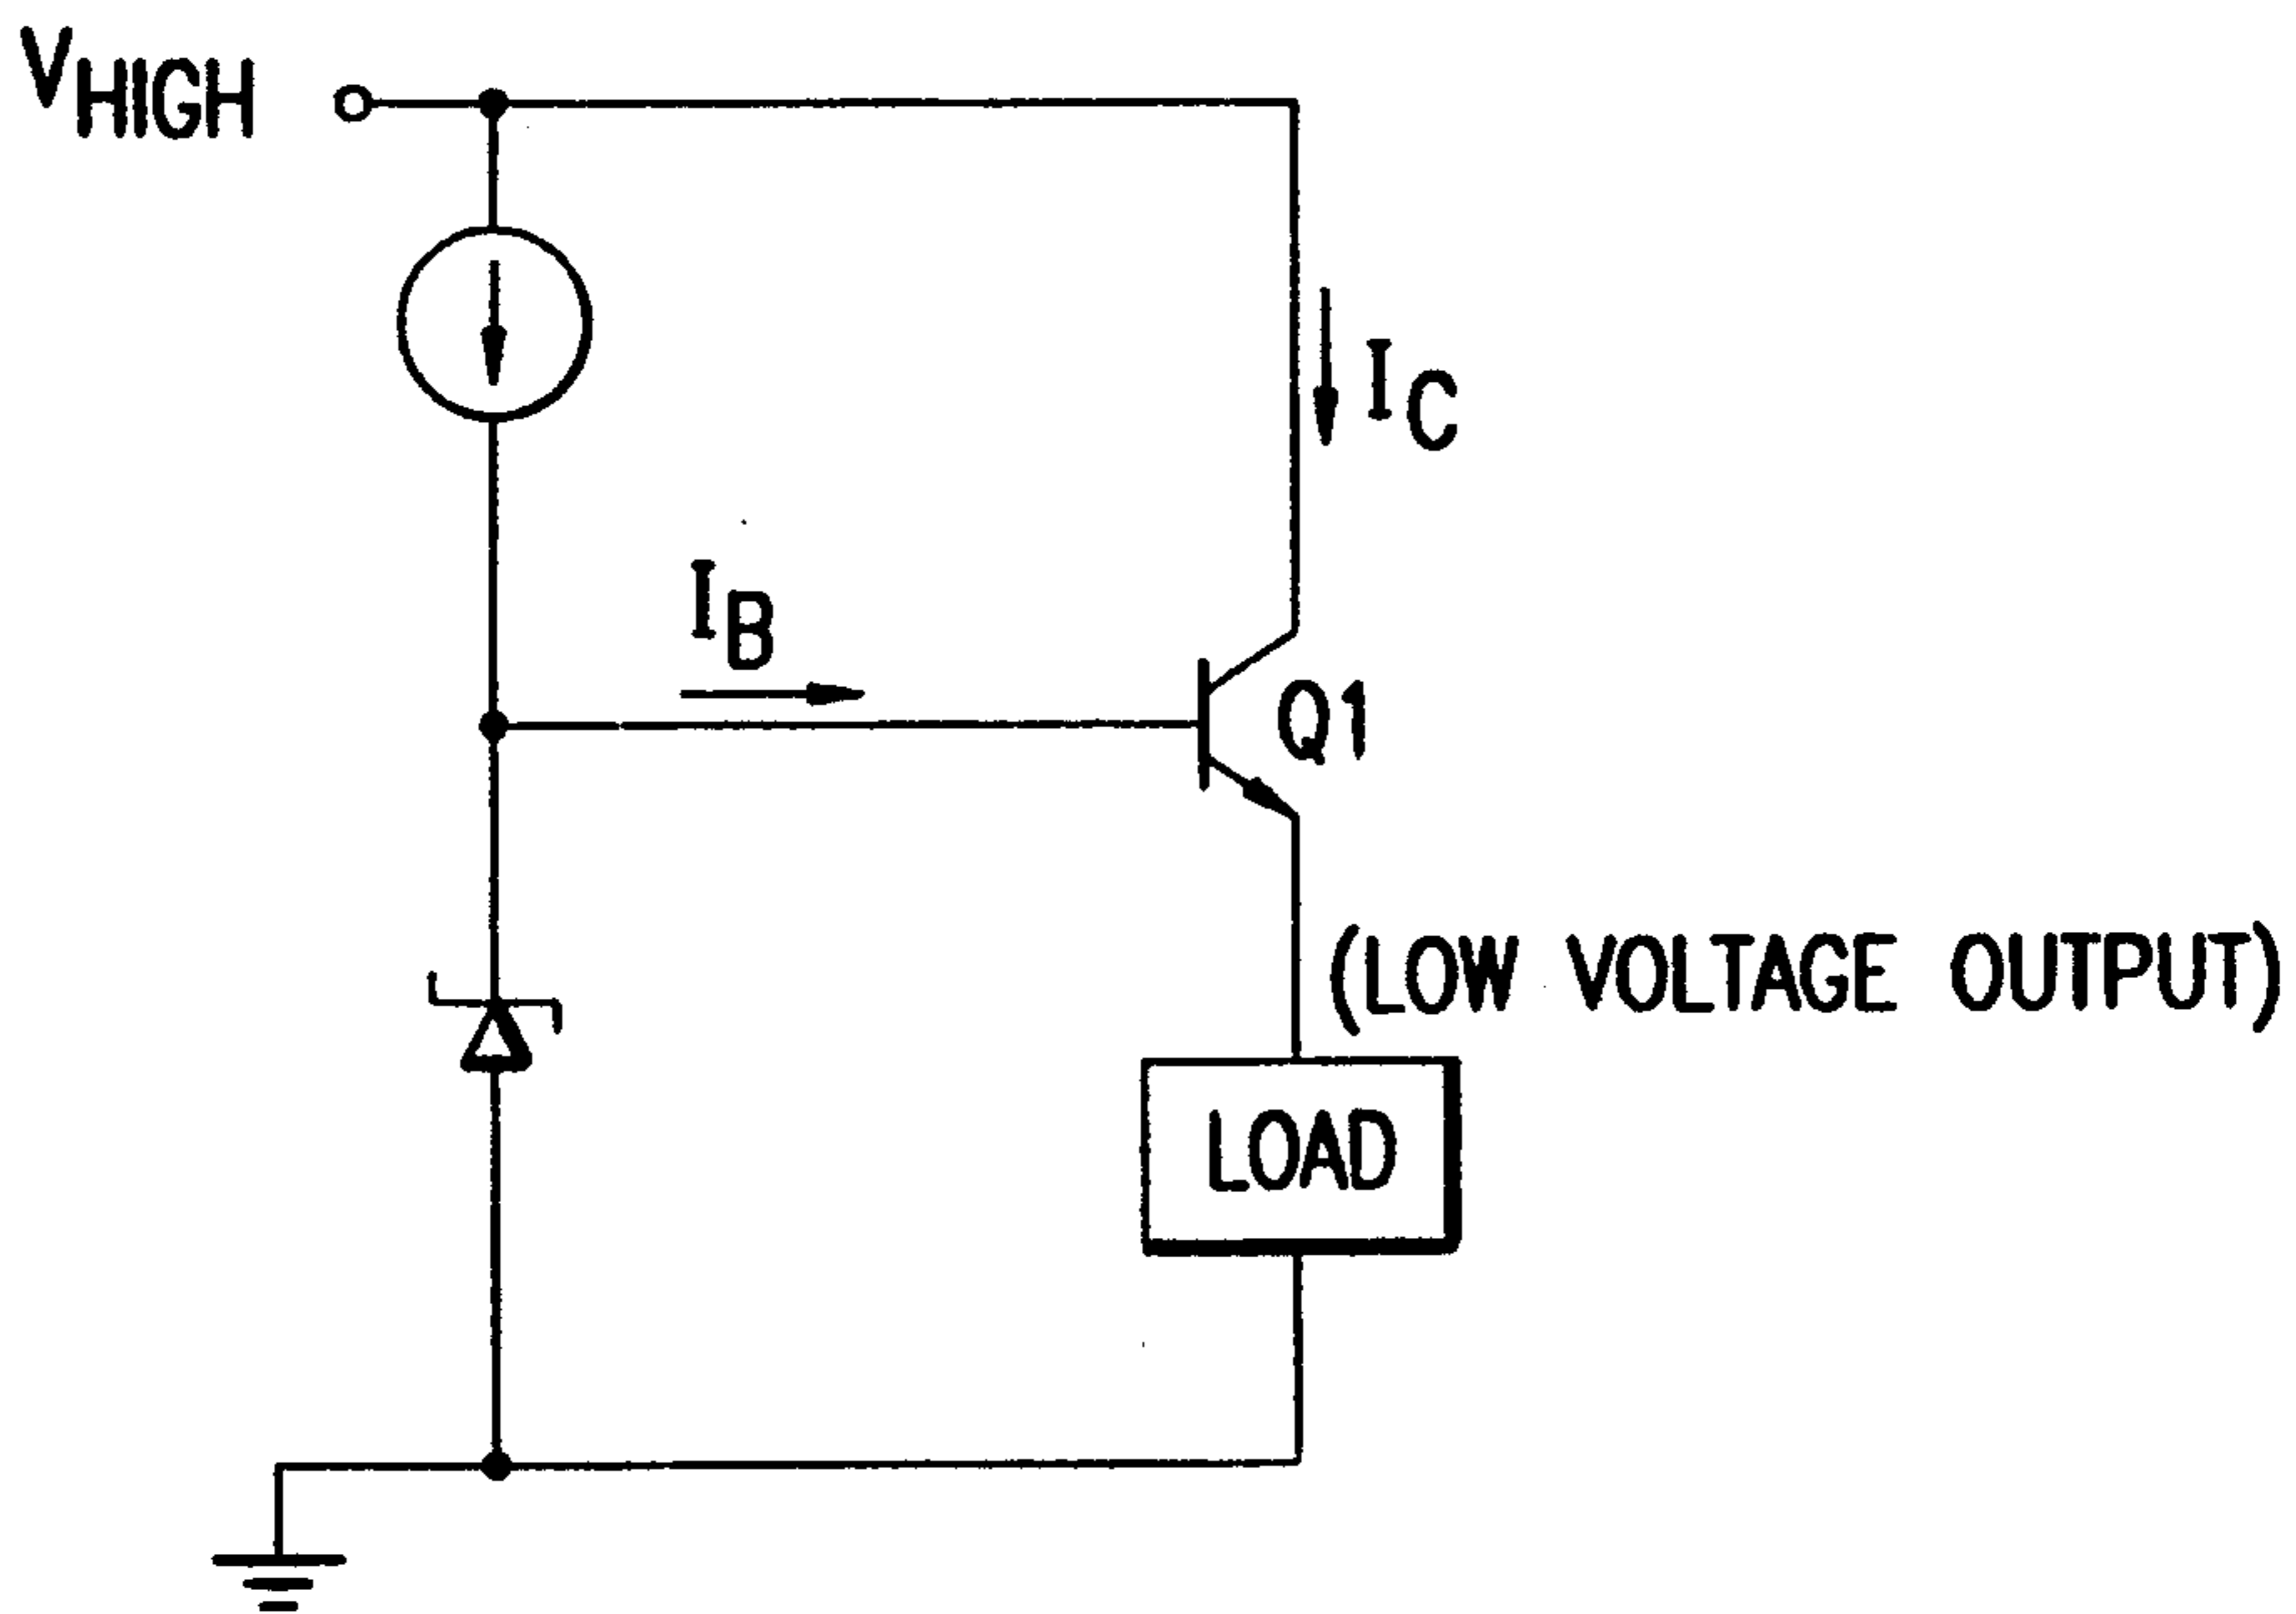 VHIGH
IC
IB
Q1
(LOW VOLTAGE OUTPUT)
LOAD